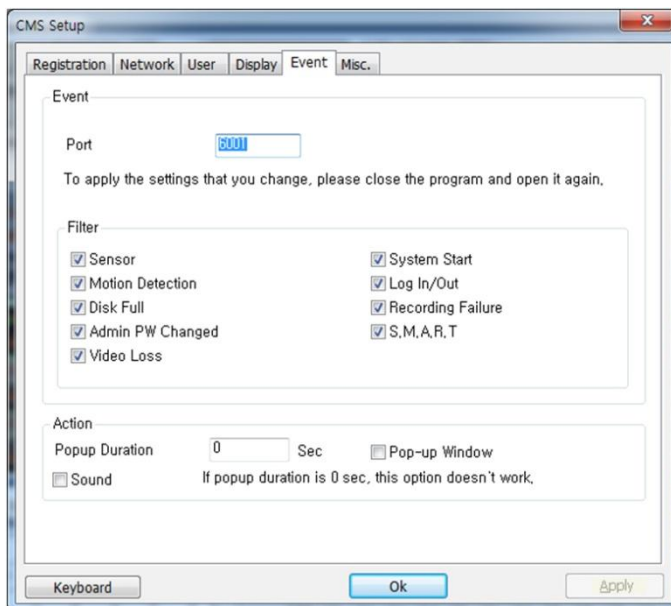 CMS Setup
Registration Network User Display Event Misc.
Event
Port 6001
To apply the settings that you change, please close the program and open it again.
Filter
Sensor System Start
Motion Detection Log In/Out
Disk Full Recording Failure
Admin PW Changed S.M.A.R.T
Video Loss
Action
Popup Duration 0 Sec Pop-up Window
Sound If popup duration is 0 sec, this option doesn't work.
Keyboard Ok Apply